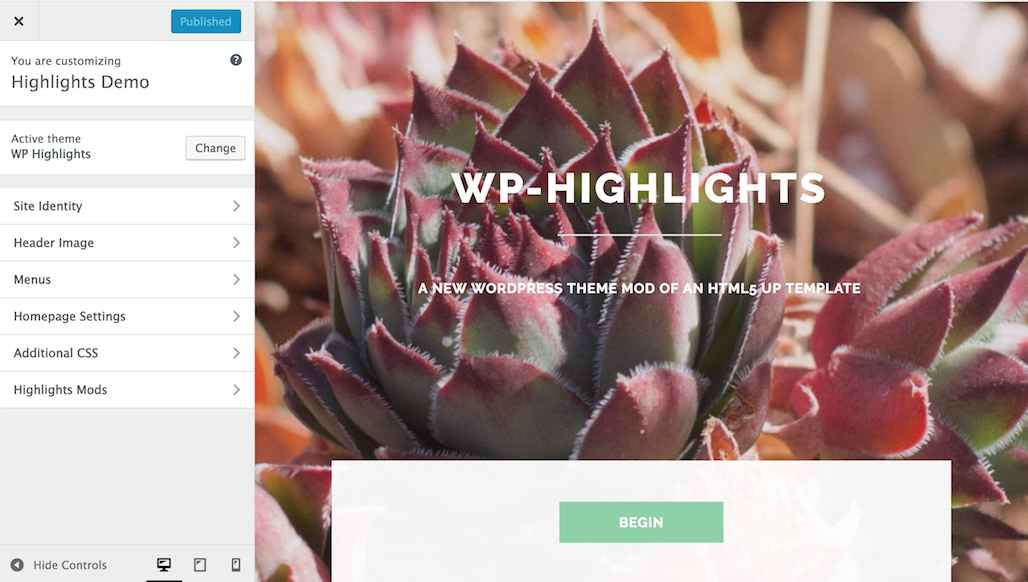 Published
You are customizing
Highlights Demo
Active theme
WP Highlights
Change
Site Identity
Header Image
Menus
Homepage Settings
Additional CSS
Highlights Mods
Hide Controls
WP-HIGHLIGHTS
A NEW WORDPRESS THEME MOD OF AN HTML5 UP TEMPLATE
BEGIN